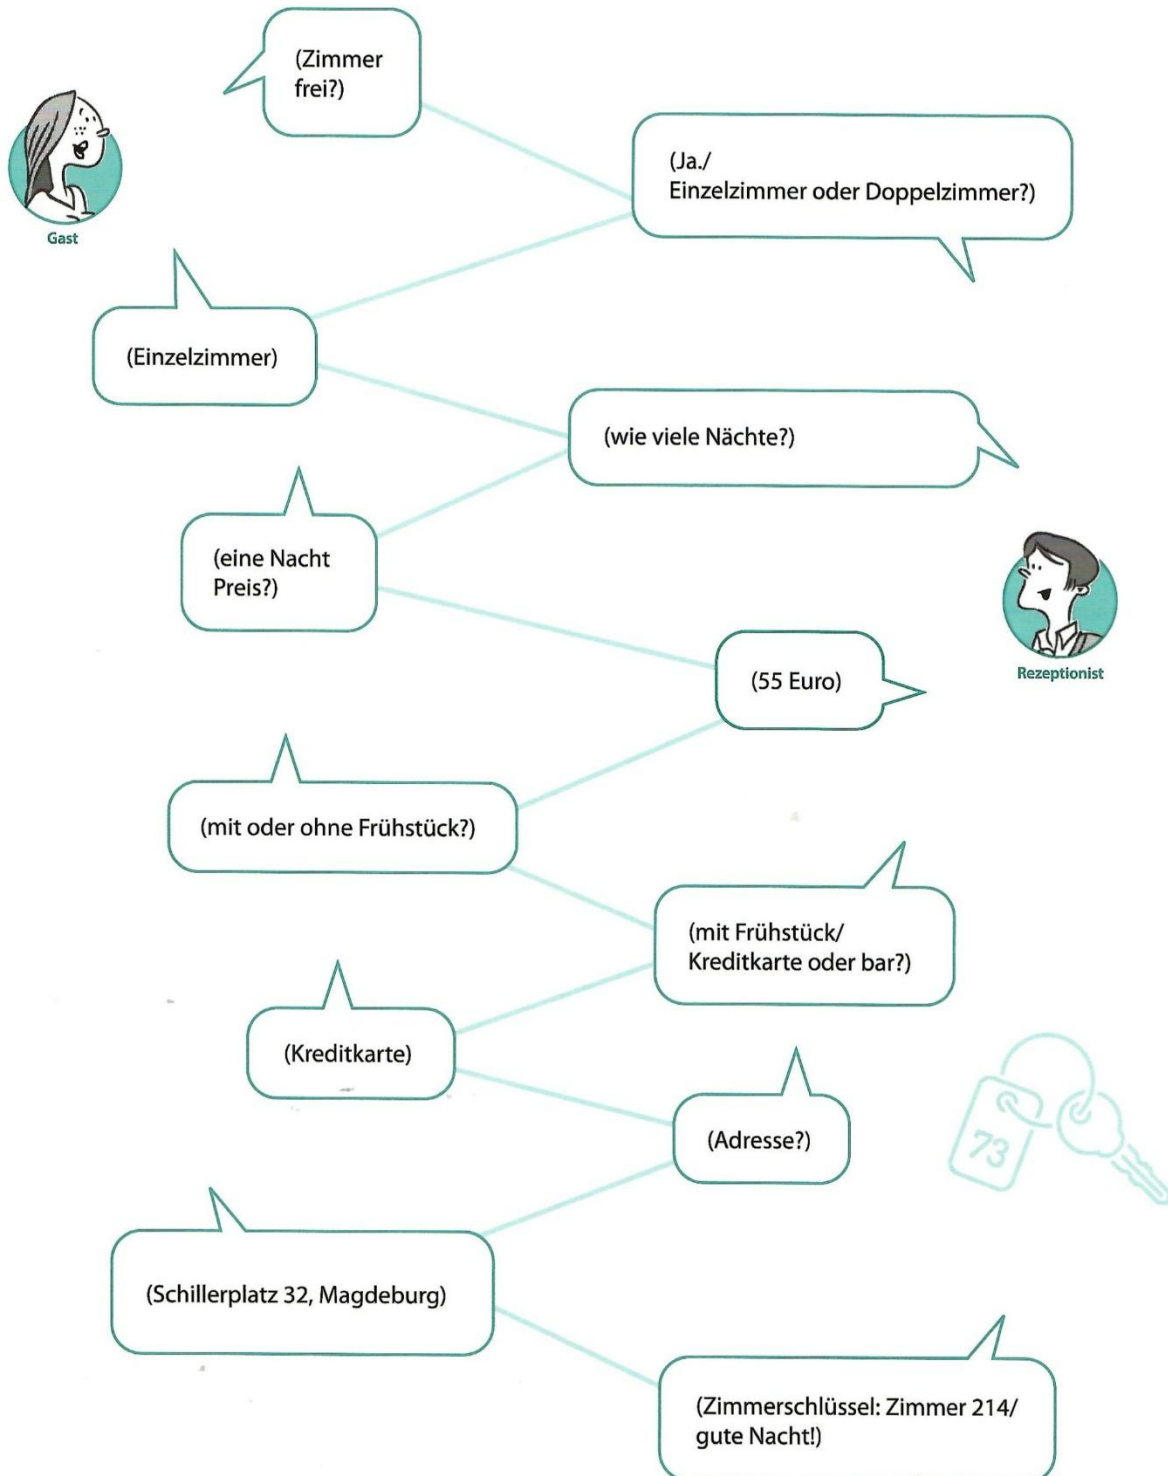 (Zimmer
frei?)
Gast
(Ja./
Einzelzimmer oder Doppelzimmer?)
(Einzelzimmer)
(wie viele Nächte?)
(eine Nacht
Preis?)
Rezeptionist
(55 Euro)
(mit oder ohne Frühstück?)
(mit Frühstück/
Kreditkarte oder bar?)
(Kreditkarte)
(Adresse?)
73
(Schillerplatz 32, Magdeburg)
(Zimmerschlüssel: Zimmer 214/
gute Nacht!)